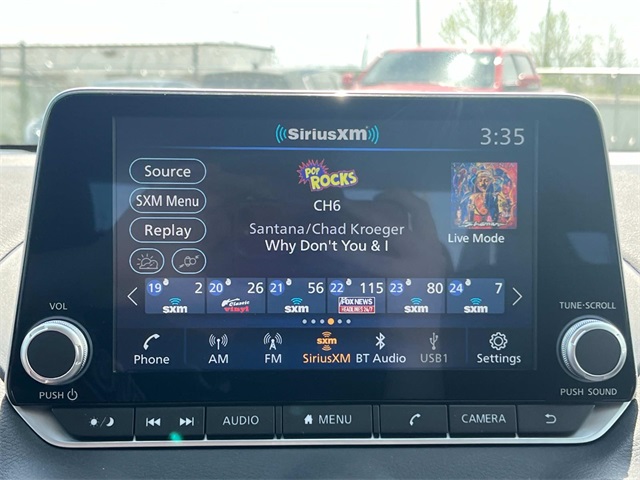 SiriusXM
3:35
Source
SXM Menu
Replay
POP ROCKS
CH6
Santana/Chad Kroeger
Why Don't You & I
Live Mode
19 2 20 26 21 56 22 115 23 80 24 7
sxm Classic vinyl sxm FOX NEWS HEADLINES 24/7 sxm sxm
Phone AM FM SiriusXM BT Audio USB1 Settings
VOL
PUSH
TUNE·SCROLL
PUSH SOUND
AUDIO MENU CAMERA